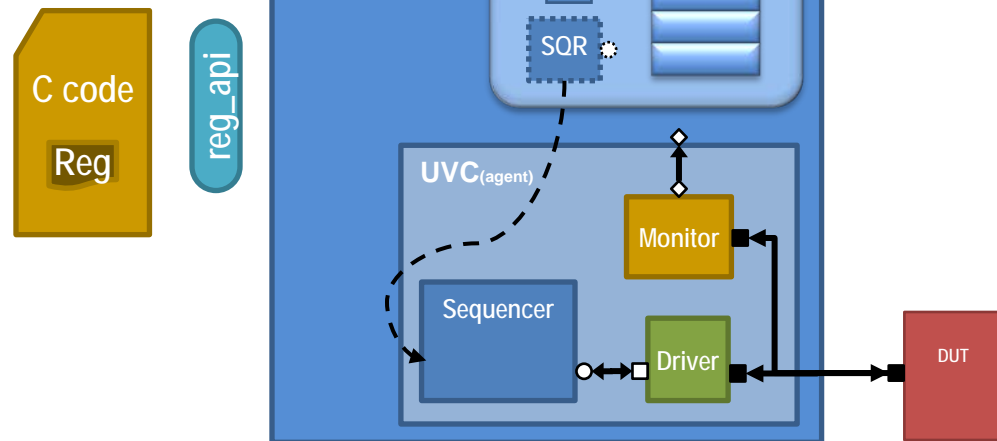 C code
Reg
reg_api
SQR
UVC(agent)
Monitor
Sequencer
Driver
DUT